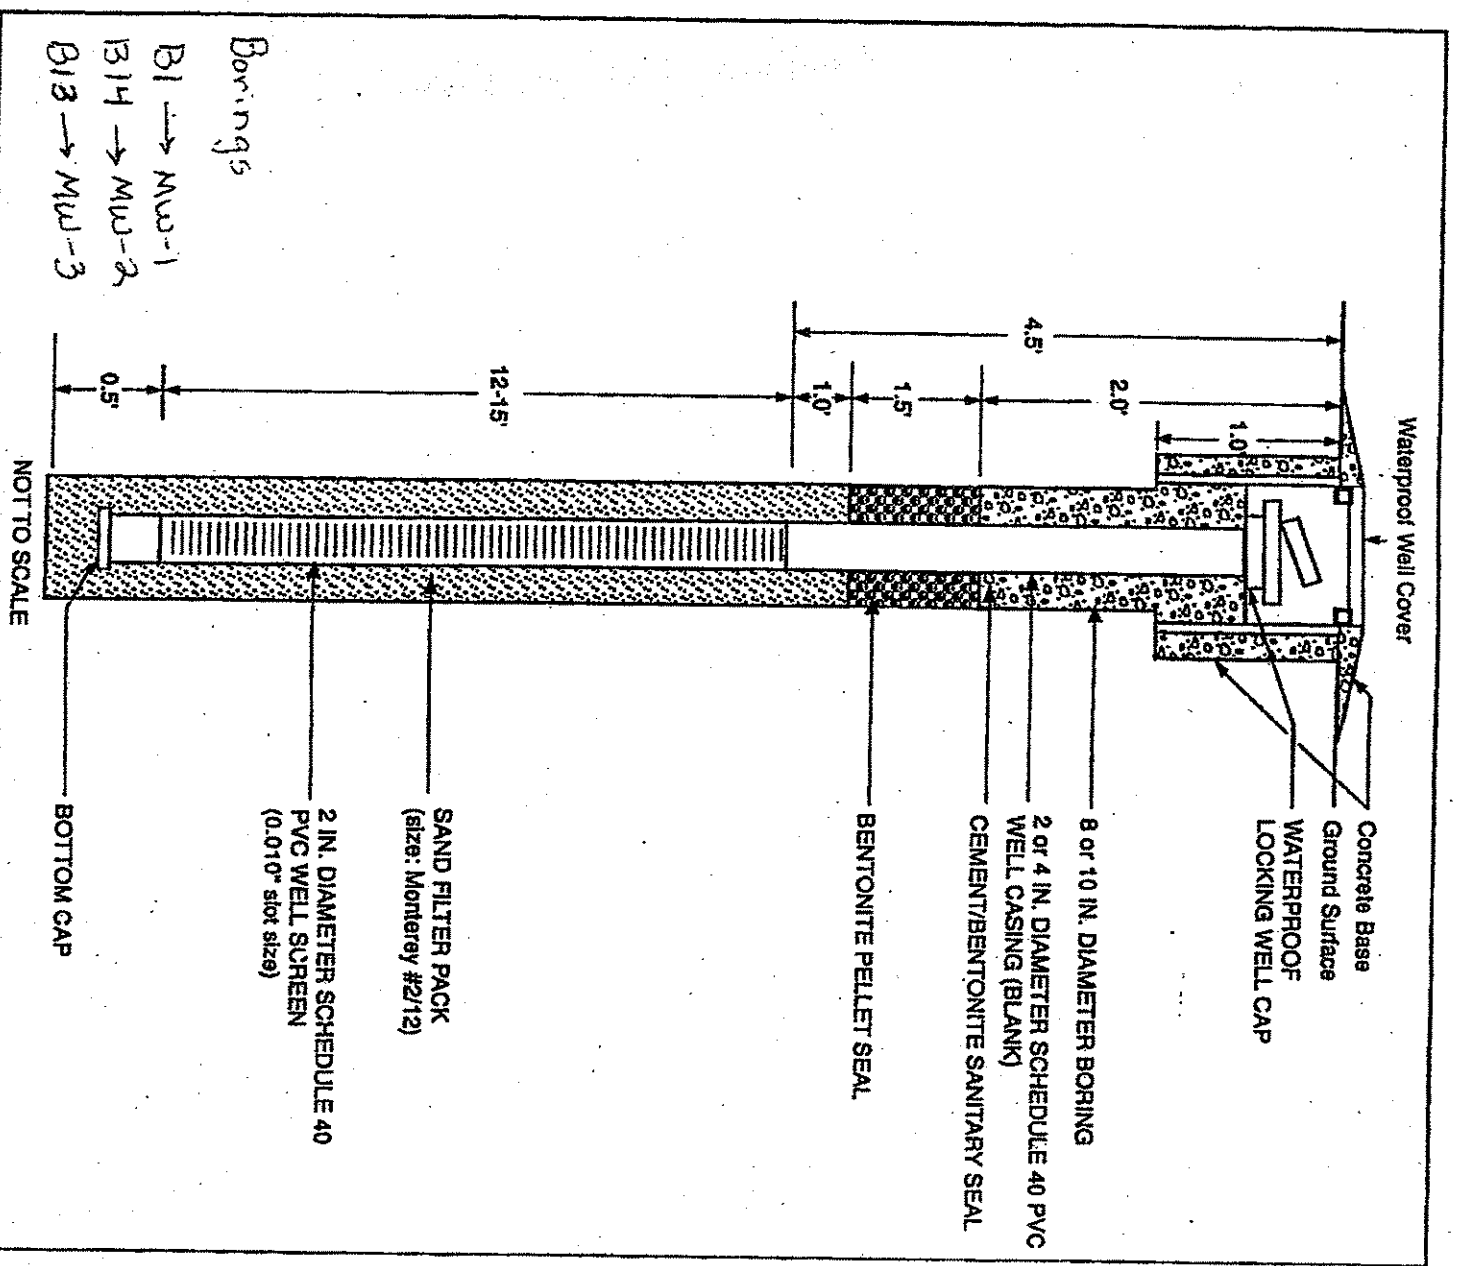 Waterproof Well Cover
Concrete Base
Ground Surface
WATERPROOF
LOCKING WELL CAP
8 or 10 IN. DIAMETER BORING
2 or 4 IN. DIAMETER SCHEDULE 40 PVC
WELL CASING (BLANK)
CEMENT/BENTONITE SANITARY SEAL
BENTONITE PELLET SEAL
SAND FILTER PACK
(size: Monterey #2/12)
2 IN. DIAMETER SCHEDULE 40
PVC WELL SCREEN
(0.010" slot size)
BOTTOM CAP
4.5'
2.0'
1.0'
1.5'
1.0'
12-15'
0.5'
NOT TO SCALE
Borings
B1 → MW-1
B14 → MW-2
B13 → MW-3